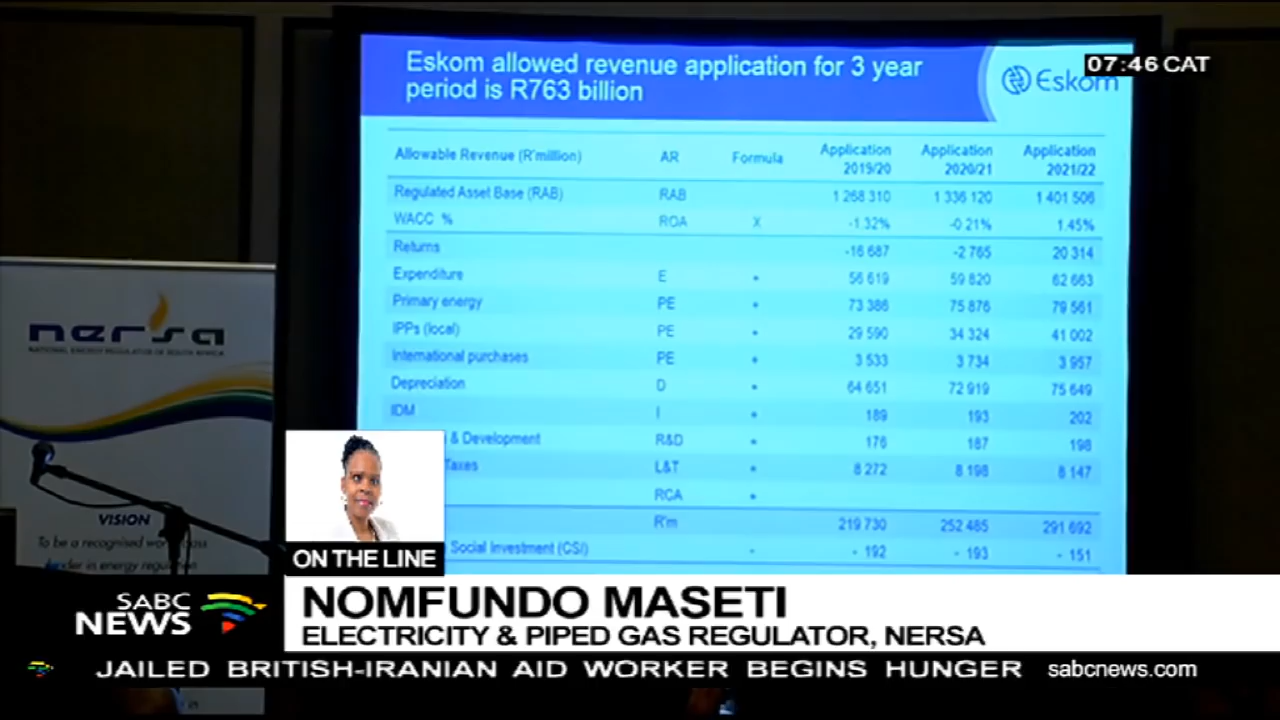 Eskom allowed revenue application for 3 year
period is R763 billion
Eskom
07:46 CAT
Allowable Revenue (R'million) AR Formula Application 2019/20 Application 2020/21 Application 2021/22
Regulated Asset Base (RAB) RAB 1 268 310 1 336 120 1 401 506
WACC % ROA X -1.32% -0.21% 1.45%
Returns -16 687 -2 765 20 314
Expenditure E 56 619 59 820 62 663
Primary energy PE 73 386 75 876 79 561
IPPs (local) PE 29 590 34 324 41 002
International purchases PE 3 533 3 734 3 957
Depreciation D 64 651 72 919 75 649
IDM I 189 193 202
& Development R&D 176 187 198
Taxes L&T 8 272 8 198 8 147
RCA
R'm 219 730 252 485 291 692
Social Investment (CSI) - - 192 - 193 - 151
nersa
NATIONAL ENERGY REGULATOR OF SOUTH AFRICA
VISION
To be a recognised
in energy
ON THE LINE
NOMFUNDO MASETI
ELECTRICITY & PIPED GAS REGULATOR, NERSA
SABC
NEWS
JAILED BRITISH-IRANIAN AID WORKER BEGINS HUNGER
sabcnews.com